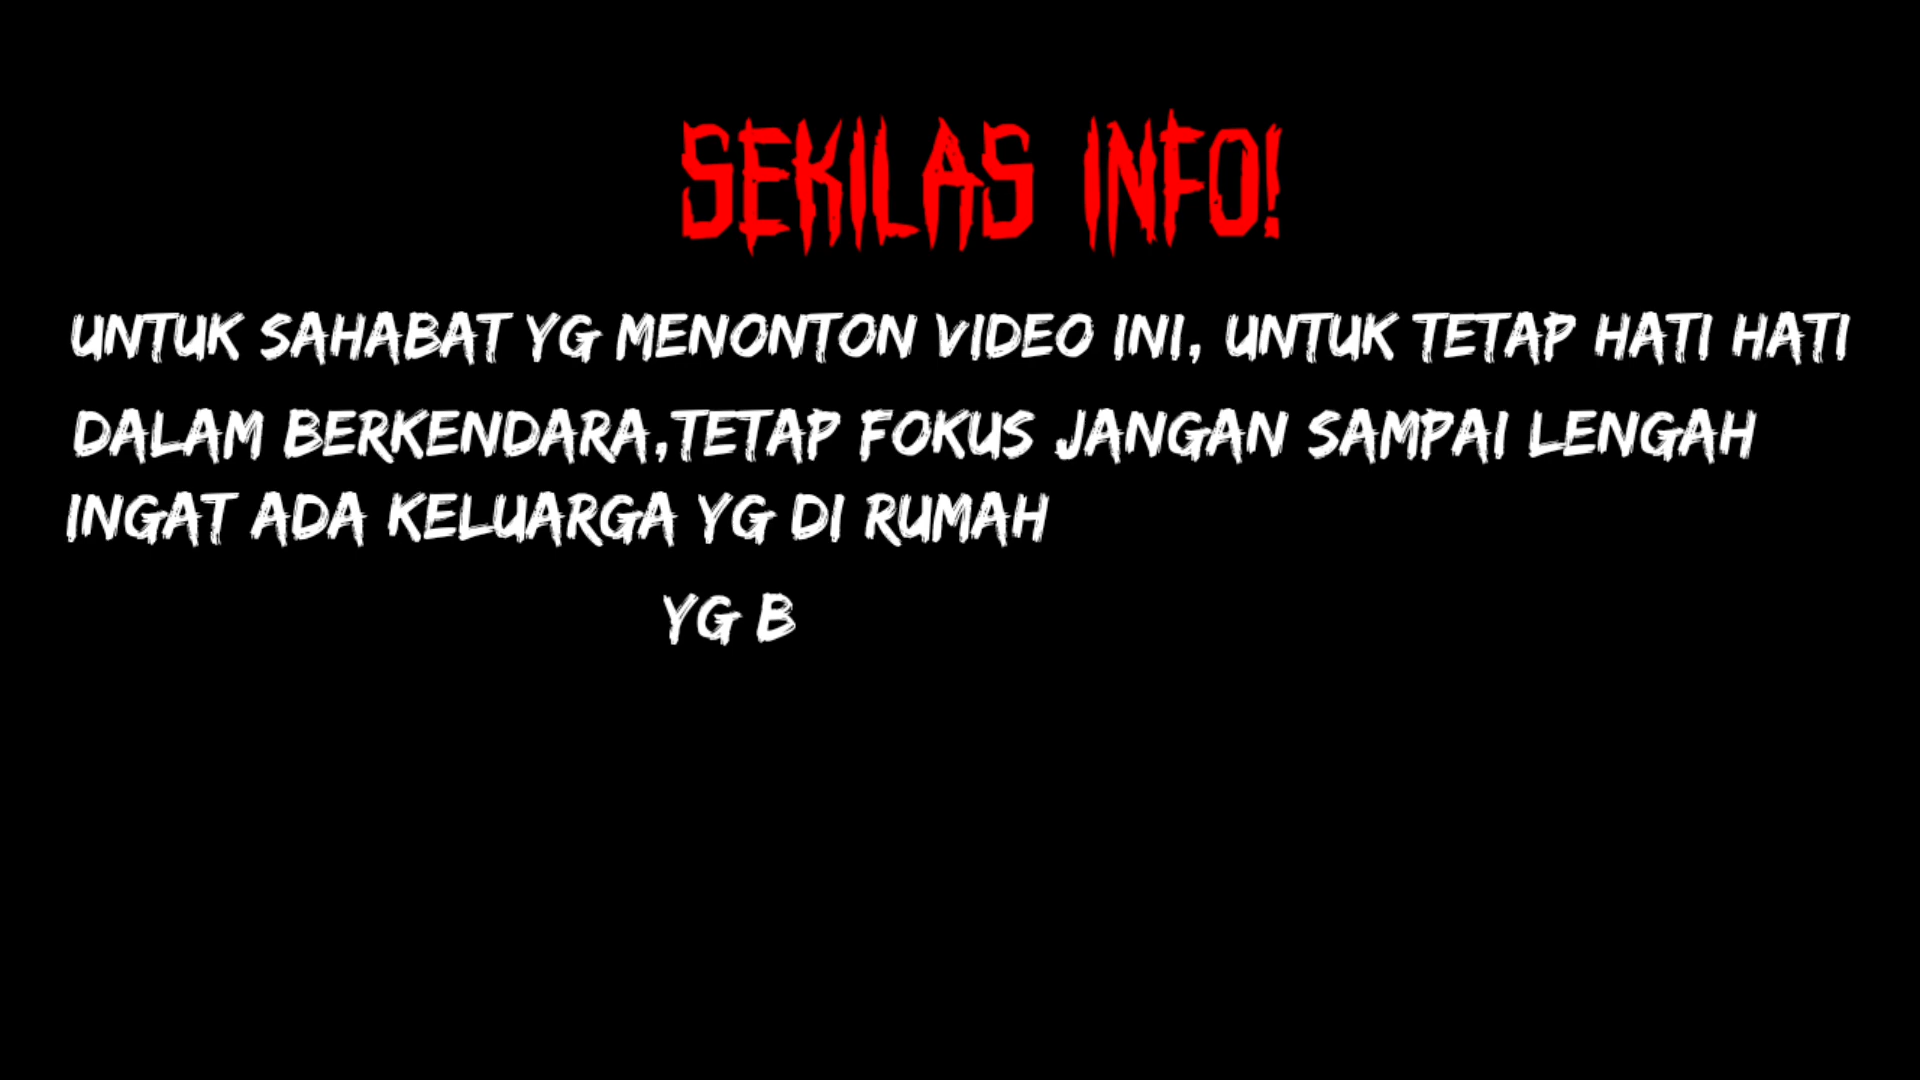 SEKILAS INFO!
UNTUK SAHABAT YG MENONTON VIDEO INI, UNTUK TETAP HATI HATI
DALAM BERKENDARA,TETAP FOKUS JANGAN SAMPAI LENGAH
INGAT ADA KELUARGA YG DI RUMAH
YG B